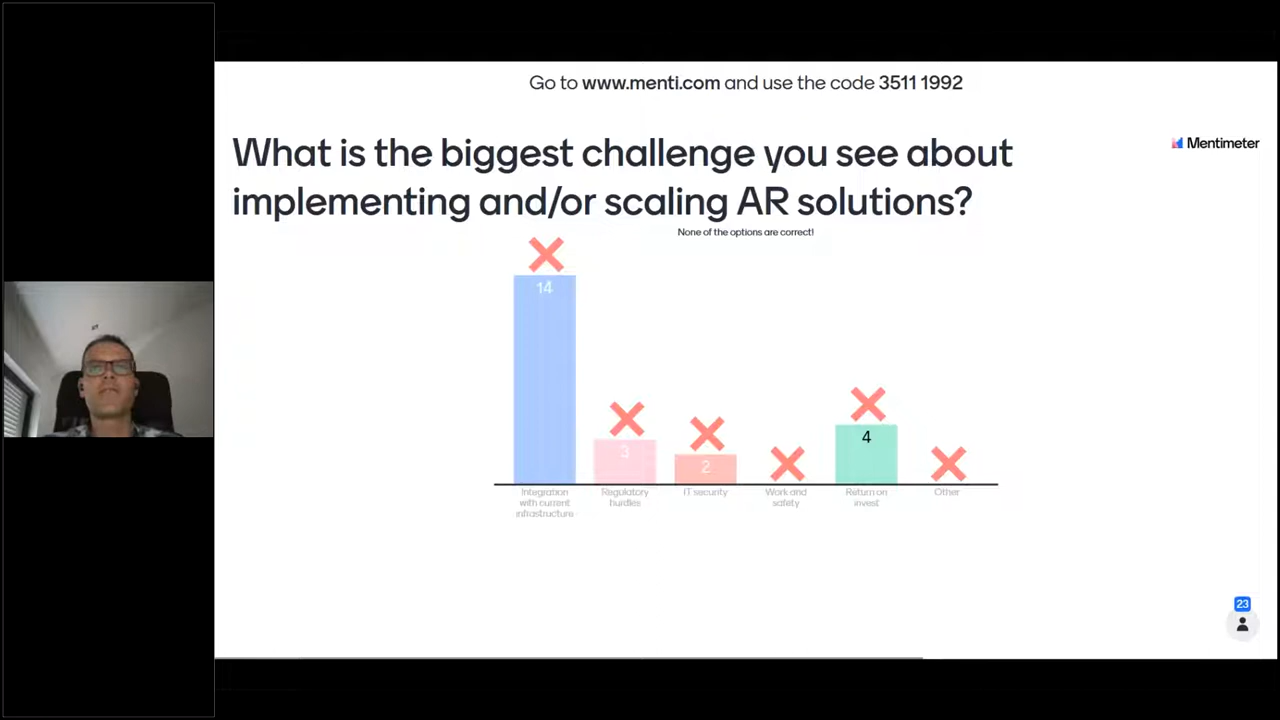 Go to www.menti.com and use the code 3511 1992
Mentimeter
What is the biggest challenge you see about
implementing and/or scaling AR solutions?
None of the options are correct!
14
3
2
4
Integration
with current
infrastructure
Regulatory
hurdles
IT security
Work and
safety
Return on
invest
Other
23